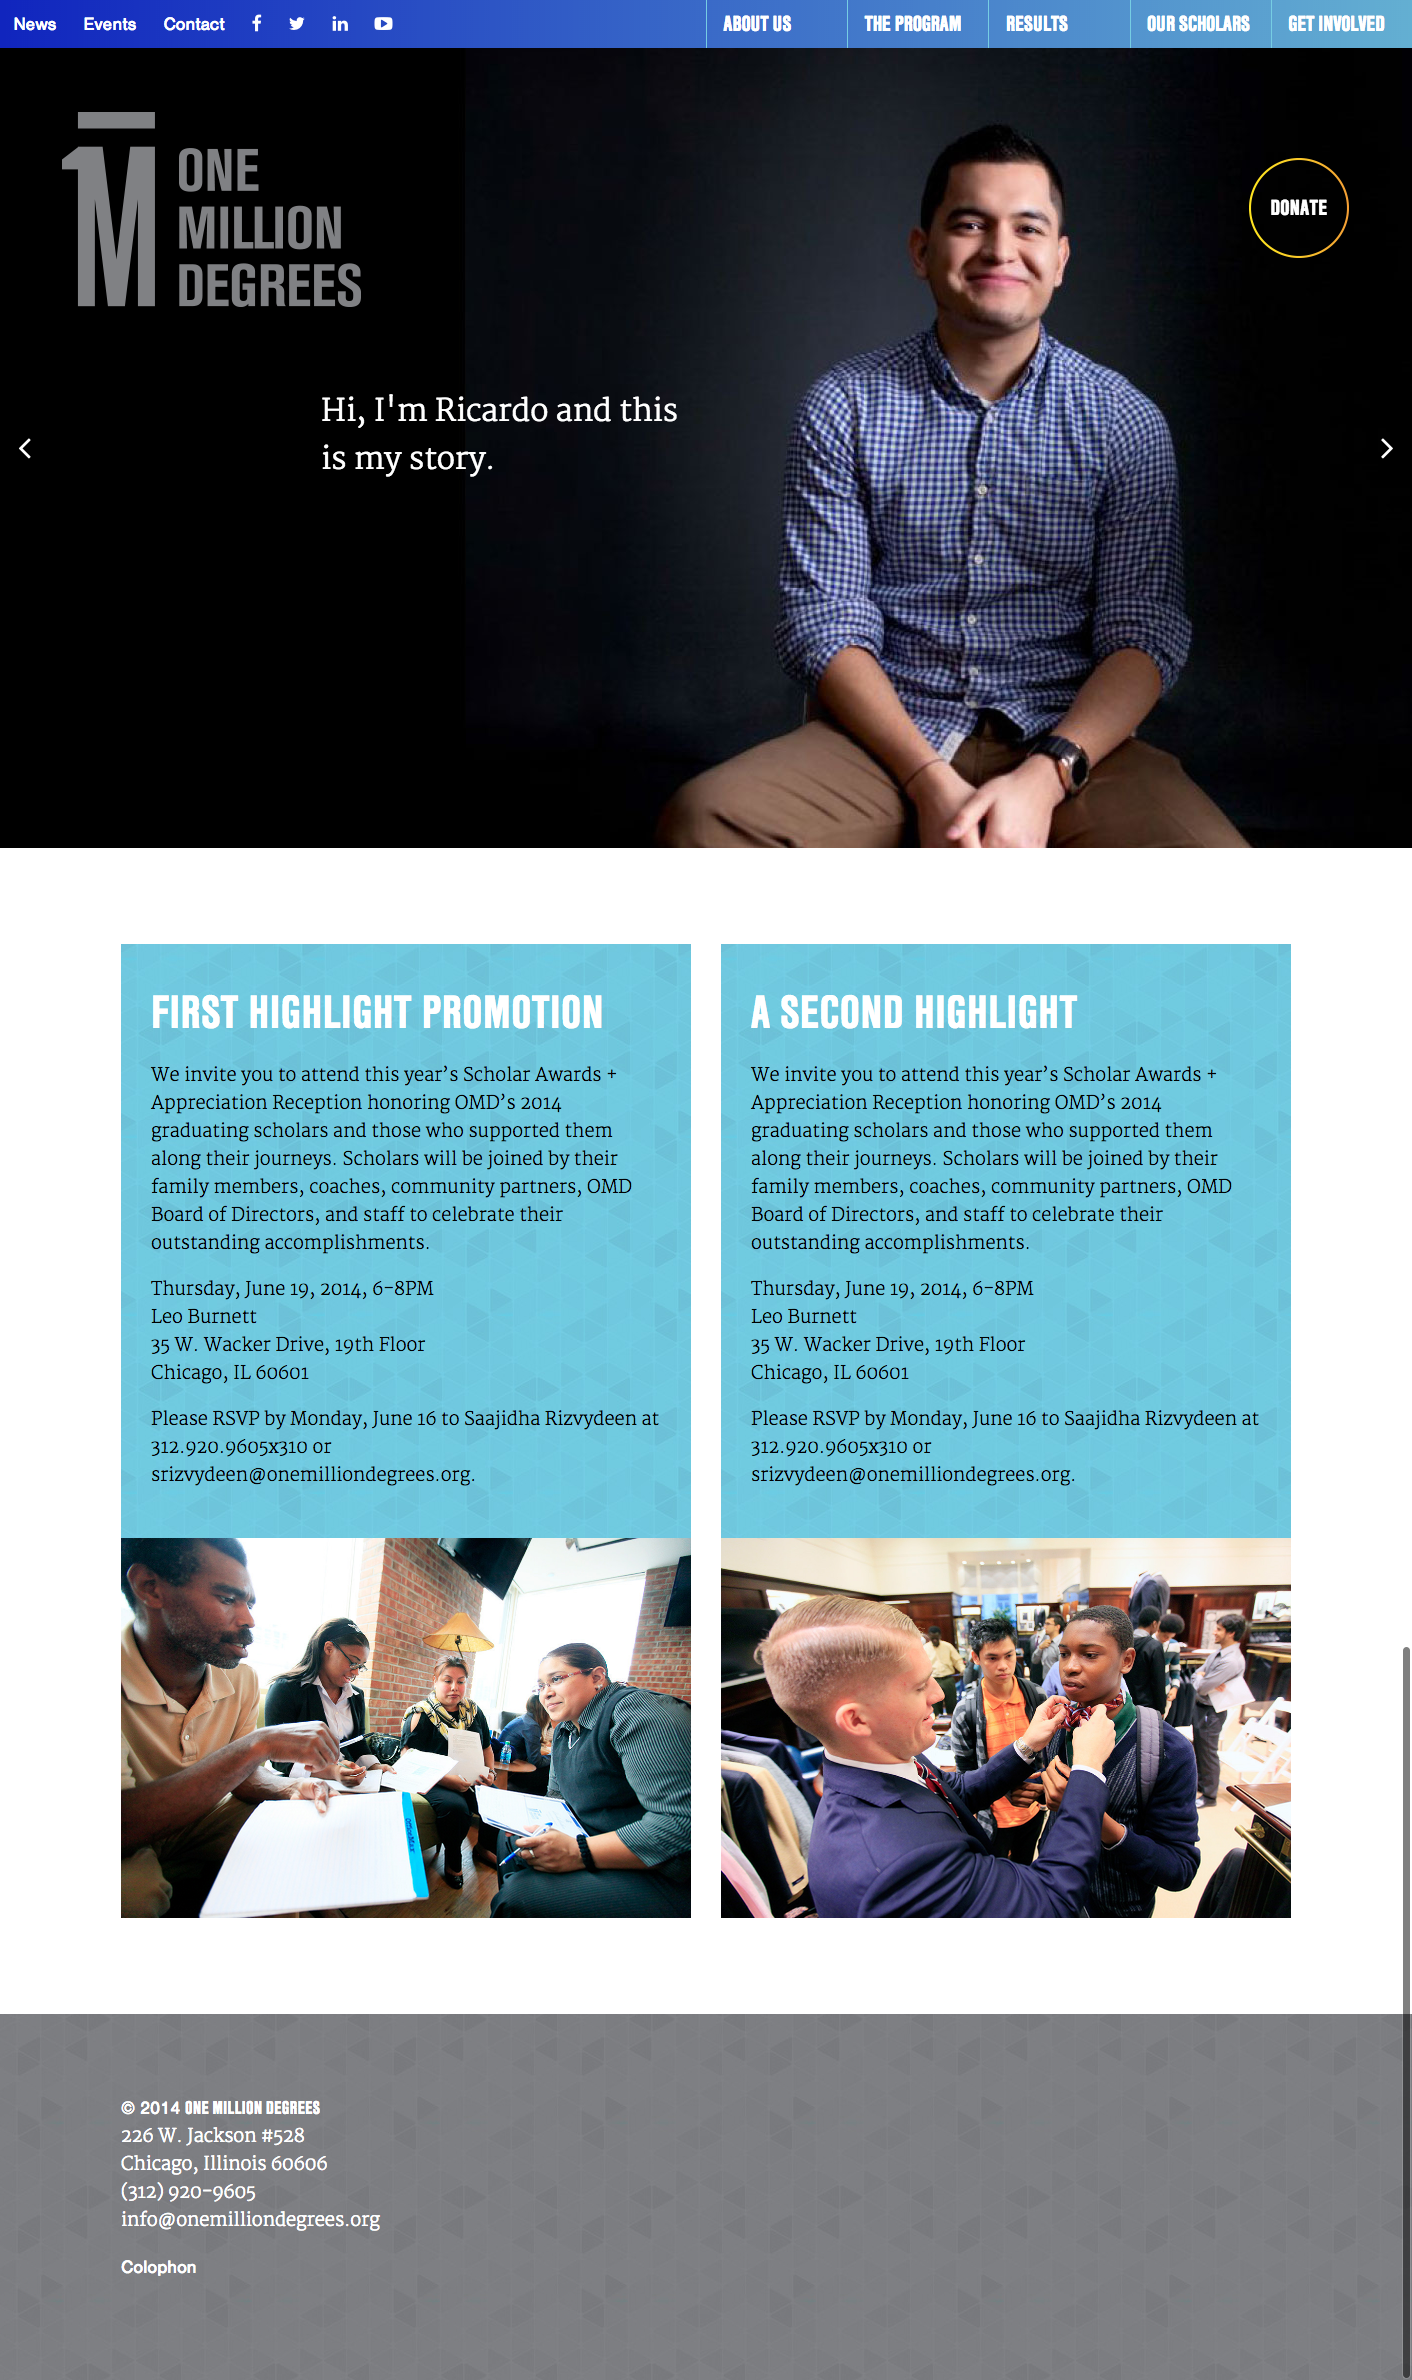 News Events Contact ABOUT US THE PROGRAM RESULTS OUR SCHOLARS GET INVOLVED
1M
ONE
MILLION
DEGREES
DONATE
Hi, I'm Ricardo and this
is my story.
FIRST HIGHLIGHT PROMOTION
We invite you to attend this year’s Scholar Awards +
Appreciation Reception honoring OMD’s 2014
graduating scholars and those who supported them
along their journeys. Scholars will be joined by their
family members, coaches, community partners, OMD
Board of Directors, and staff to celebrate their
outstanding accomplishments.
Thursday, June 19, 2014, 6-8PM
Leo Burnett
35 W. Wacker Drive, 19th Floor
Chicago, IL 60601
Please RSVP by Monday, June 16 to Saajidha Rizvydeen at
312.920.9605x310 or
srizvydeen@onemilliondegrees.org.
A SECOND HIGHLIGHT
We invite you to attend this year’s Scholar Awards +
Appreciation Reception honoring OMD’s 2014
graduating scholars and those who supported them
along their journeys. Scholars will be joined by their
family members, coaches, community partners, OMD
Board of Directors, and staff to celebrate their
outstanding accomplishments.
Thursday, June 19, 2014, 6-8PM
Leo Burnett
35 W. Wacker Drive, 19th Floor
Chicago, IL 60601
Please RSVP by Monday, June 16 to Saajidha Rizvydeen at
312.920.9605x310 or
srizvydeen@onemilliondegrees.org.
© 2014 ONE MILLION DEGREES
226 W. Jackson #528
Chicago, Illinois 60606
(312) 920-9605
info@onemilliondegrees.org
Colophon